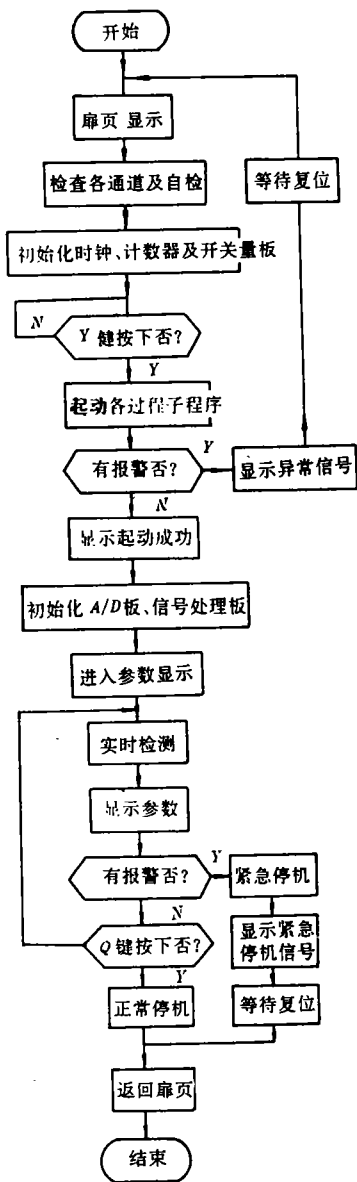 开始
扉页 显示
检查各通道及自检
等待复位
初始化时钟、计数器及开关量板
N
Y 键按下否?
Y
起动各过程子程序
有报警否?
Y
显示异常信号
N
显示起动成功
初始化 A/D板、信号处理板
进入参数显示
实时检测
显示参数
有报警否?
Y
紧急停机
N
显示紧急
停机信号
Q 键按下否?
Y
正常停机
等待复位
返回扉页
结束